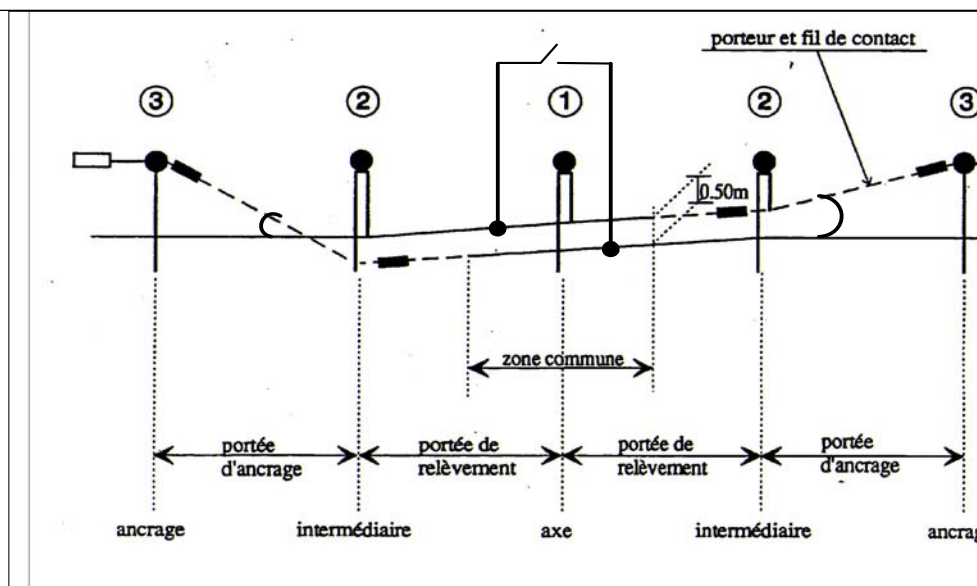 porteur et fil de contact
③ ② ① ② ③
0.50m
zone commune
portée d'ancrage
portée de relèvement
portée de relèvement
portée d'ancrage
ancrage
intermédiaire
axe
intermédiaire
ancrag